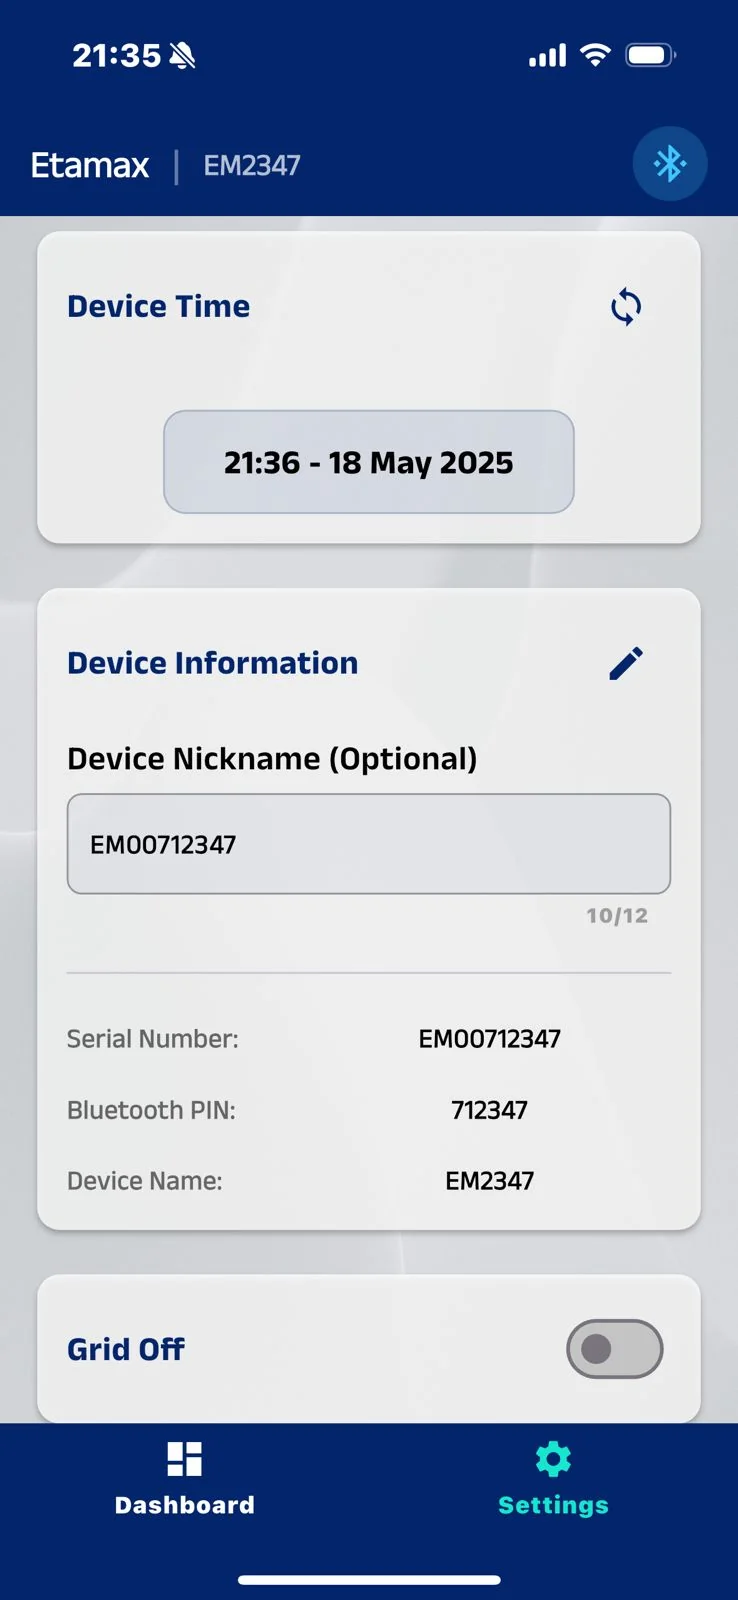 21:35
Etamax | EM2347
Device Time
21:36 - 18 May 2025
Device Information
Device Nickname (Optional)
EM00712347
10/12
Serial Number: EM00712347
Bluetooth PIN: 712347
Device Name: EM2347
Grid Off
Dashboard Settings